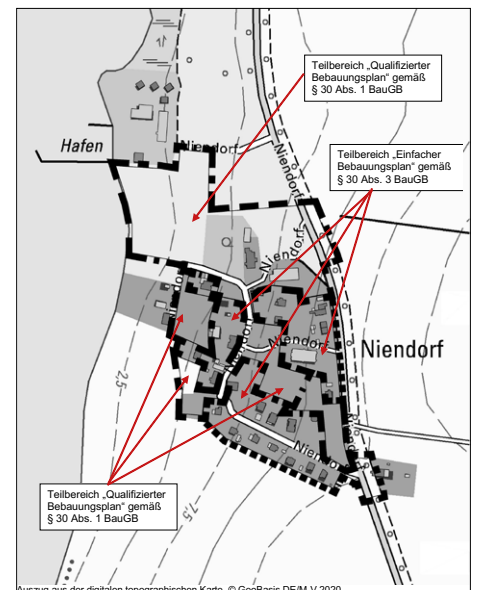 Teilbereich „Qualifizierter
Bebauungsplan“ gemäß
§ 30 Abs. 1 BauGB
Hafen
Niendorf
Niendorf
Teilbereich „Einfacher
Bebauungsplan“ gemäß
§ 30 Abs. 3 BauGB
Niendorf
Niendorf
Niendorf
Niendorf
2,5
Niendorf
7,5
Teilbereich „Qualifizierter
Bebauungsplan“ gemäß
§ 30 Abs. 1 BauGB
Auszug aus der digitalen topographischen Karte, © GeoBasis DE/M-V 2020